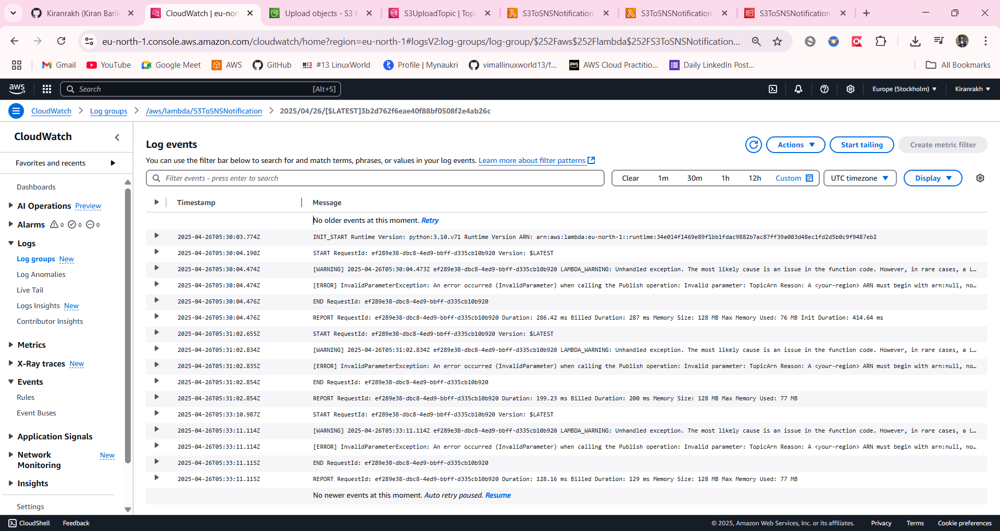 Kiranrakh (Kiran Barik
CloudWatch | eu-nor
Upload objects - S3 b
S3UploadTopic | Topi
S3ToSNSNotification
S3ToSNSNotification
S3ToSNSNotification
eu-north-1.console.aws.amazon.com/cloudwatch/home?region=eu-north-1#logsV2:log-groups/log-group/$252Faws$252Flambda$252FS3ToSNSNotification...
Gmail YouTube Google Meet AWS GitHub #13 #13 LinuxWorld Profile | Mynaukri vimallinuxworld13/f... AWS Cloud Practitio... Daily LinkedIn Post... All Bookmarks
aws Search [Alt+S] Europe (Stockholm) Kiranrakh
CloudWatch Log groups /aws/lambda/S3ToSNSNotification 2025/04/26/[$LATEST]3b2d762f6eae40f88bf0508f2e4ab26c
CloudWatch
Favorites and recents
Dashboards
AI Operations Preview
Alarms 0 0 0
Logs
Log groups New
Log Anomalies
Live Tail
Logs Insights New
Contributor Insights
Metrics
X-Ray traces New
Events
Rules
Event Buses
Application Signals
Network Monitoring New
Insights
Settings
Log events
Actions Start tailing Create metric filter
You can use the filter bar below to search for and match terms, phrases, or values in your log events. Learn more about filter patterns
Filter events - press enter to search Clear 1m 30m 1h 12h Custom UTC timezone Display
Timestamp Message
No older events at this moment. Retry
2025-04-26T05:30:03.774Z INIT_START Runtime Version: python:3.10.v71 Runtime Version ARN: arn:aws:lambda:eu-north-1::runtime:34e014f1469e89f1bb1fdac9882b7ac87ff39a003d48ec1fd2d5b0c9f9487eb2
2025-04-26T05:30:04.190Z START RequestId: ef289e38-dbc8-4ed9-bbff-d335cb10b920 Version: $LATEST
2025-04-26T05:30:04.474Z [WARNING] 2025-04-26T05:30:04.473Z ef289e38-dbc8-4ed9-bbff-d335cb10b920 LAMBDA_WARNING: Unhandled exception. The most likely cause is an issue in the function code. However, in rare cases, a L...
2025-04-26T05:30:04.474Z [ERROR] InvalidParameterException: An error occurred (InvalidParameter) when calling the Publish operation: Invalid parameter: TopicArn Reason: A <your-region> ARN must begin with arn:null, no...
2025-04-26T05:30:04.476Z END RequestId: ef289e38-dbc8-4ed9-bbff-d335cb10b920
2025-04-26T05:30:04.476Z REPORT RequestId: ef289e38-dbc8-4ed9-bbff-d335cb10b920 Duration: 286.42 ms Billed Duration: 287 ms Memory Size: 128 MB Max Memory Used: 76 MB Init Duration: 414.64 ms
2025-04-26T05:31:02.655Z START RequestId: ef289e38-dbc8-4ed9-bbff-d335cb10b920 Version: $LATEST
2025-04-26T05:31:02.834Z [WARNING] 2025-04-26T05:31:02.834Z ef289e38-dbc8-4ed9-bbff-d335cb10b920 LAMBDA_WARNING: Unhandled exception. The most likely cause is an issue in the function code. However, in rare cases, a L...
2025-04-26T05:31:02.835Z [ERROR] InvalidParameterException: An error occurred (InvalidParameter) when calling the Publish operation: Invalid parameter: TopicArn Reason: A <your-region> ARN must begin with arn:null, no...
2025-04-26T05:31:02.854Z END RequestId: ef289e38-dbc8-4ed9-bbff-d335cb10b920
2025-04-26T05:31:02.854Z REPORT RequestId: ef289e38-dbc8-4ed9-bbff-d335cb10b920 Duration: 199.23 ms Billed Duration: 200 ms Memory Size: 128 MB Max Memory Used: 77 MB
2025-04-26T05:33:10.987Z START RequestId: ef289e38-dbc8-4ed9-bbff-d335cb10b920 Version: $LATEST
2025-04-26T05:33:11.114Z [WARNING] 2025-04-26T05:33:11.114Z ef289e38-dbc8-4ed9-bbff-d335cb10b920 LAMBDA_WARNING: Unhandled exception. The most likely cause is an issue in the function code. However, in rare cases, a L...
2025-04-26T05:33:11.114Z [ERROR] InvalidParameterException: An error occurred (InvalidParameter) when calling the Publish operation: Invalid parameter: TopicArn Reason: A <your-region> ARN must begin with arn:null, no...
2025-04-26T05:33:11.115Z END RequestId: ef289e38-dbc8-4ed9-bbff-d335cb10b920
2025-04-26T05:33:11.115Z REPORT RequestId: ef289e38-dbc8-4ed9-bbff-d335cb10b920 Duration: 128.16 ms Billed Duration: 129 ms Memory Size: 128 MB Max Memory Used: 77 MB
No newer events at this moment. Auto retry paused. Resume
CloudShell Feedback © 2025, Amazon Web Services, Inc. or its affiliates. Privacy Terms Cookie preferences